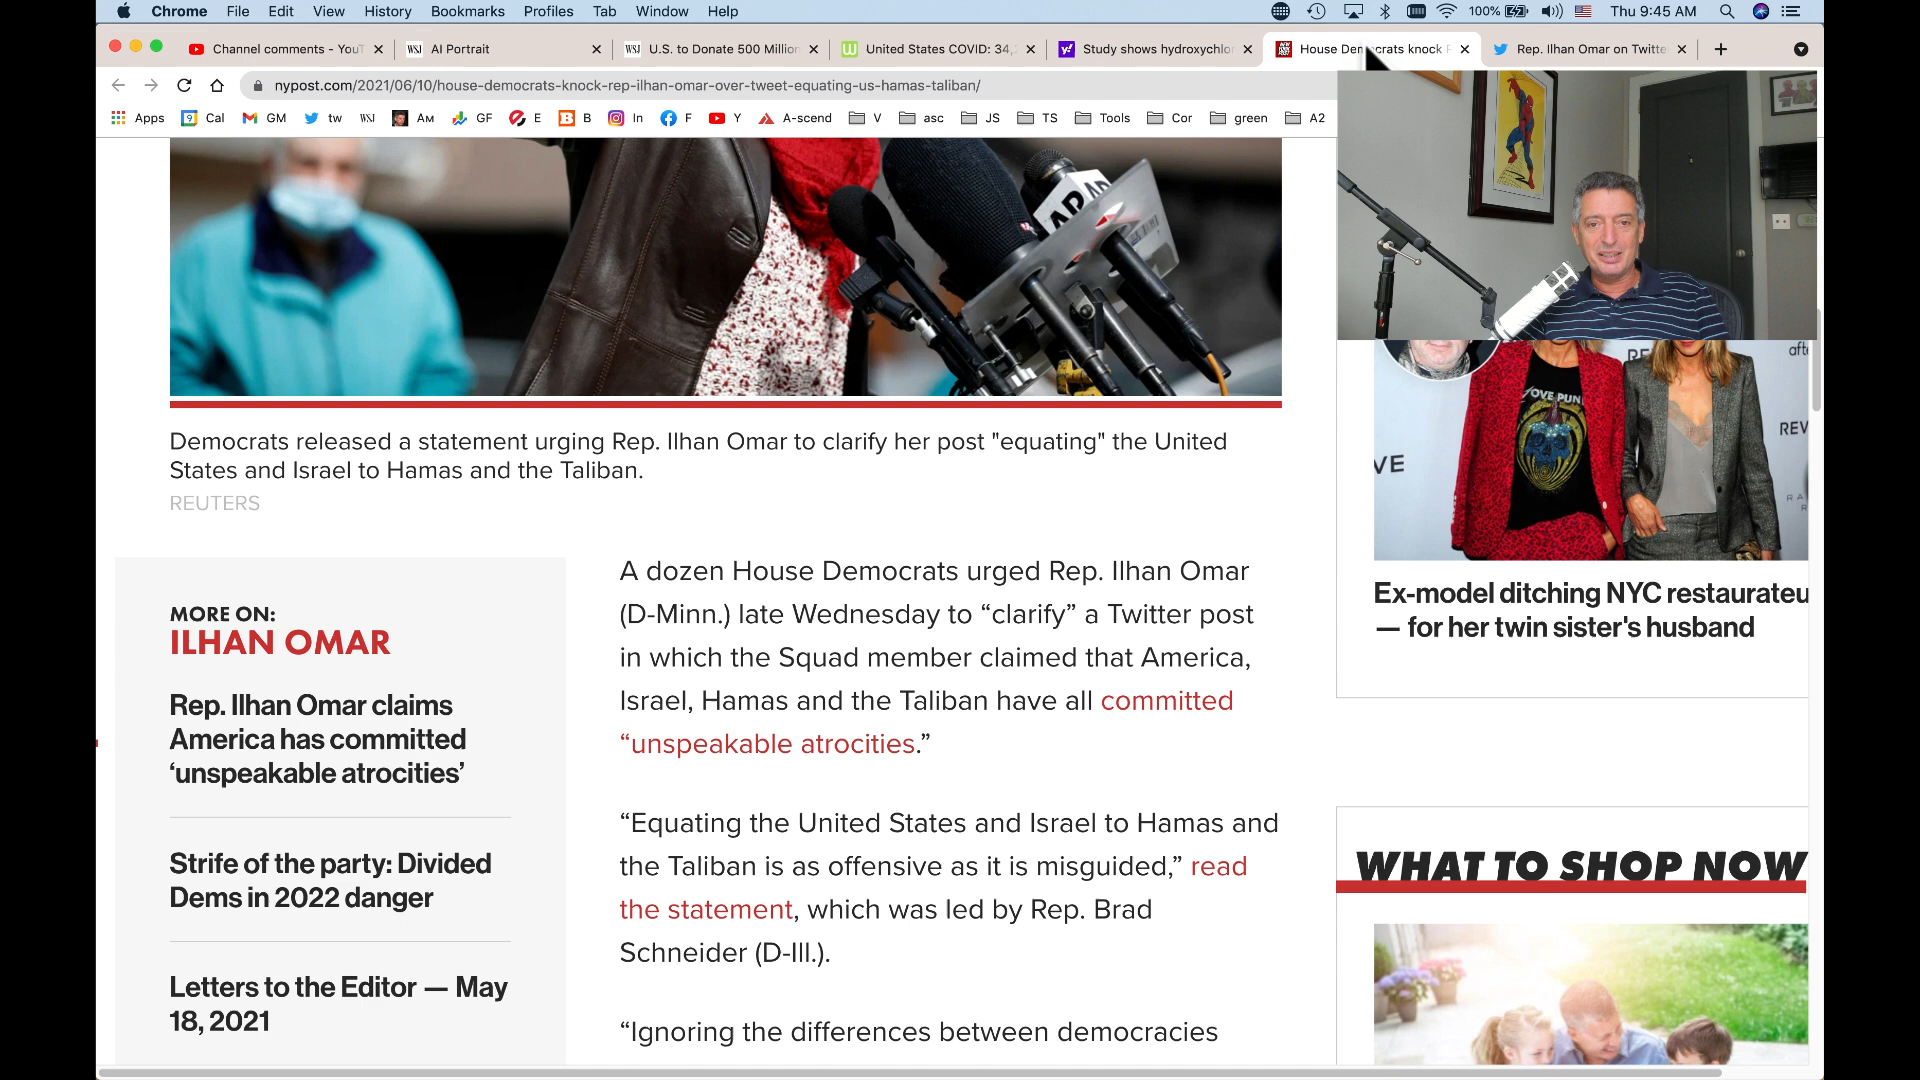 Chrome File Edit View History Bookmarks Profiles Tab Window Help 100% Thu 9:45 AM
Channel comments - YouT WSJ AI Portrait WSJ U.S. to Donate 500 Million United States COVID: 34, Study shows hydroxychlor House Democrats knock Rep. Ilhan Omar on Twitte
nypost.com/2021/06/10/house-democrats-knock-rep-ilhan-omar-over-tweet-equating-us-hamas-taliban/
Apps Cal GM tw WSJ AM GF E B In F Y A-scend V asc JS TS Tools Cor green A2
AP
Democrats released a statement urging Rep. Ilhan Omar to clarify her post "equating" the United
States and Israel to Hamas and the Taliban.
REUTERS
MORE ON:
ILHAN OMAR
Rep. Ilhan Omar claims
America has committed
‘unspeakable atrocities’
Strife of the party: Divided
Dems in 2022 danger
Letters to the Editor — May
18, 2021
A dozen House Democrats urged Rep. Ilhan Omar
(D-Minn.) late Wednesday to “clarify” a Twitter post
in which the Squad member claimed that America,
Israel, Hamas and the Taliban have all committed
“unspeakable atrocities.”
“Equating the United States and Israel to Hamas and
the Taliban is as offensive as it is misguided,” read
the statement, which was led by Rep. Brad
Schneider (D-Ill.).
“Ignoring the differences between democracies
Ex-model ditching NYC restaurateu
— for her twin sister's husband
WHAT TO SHOP NOW